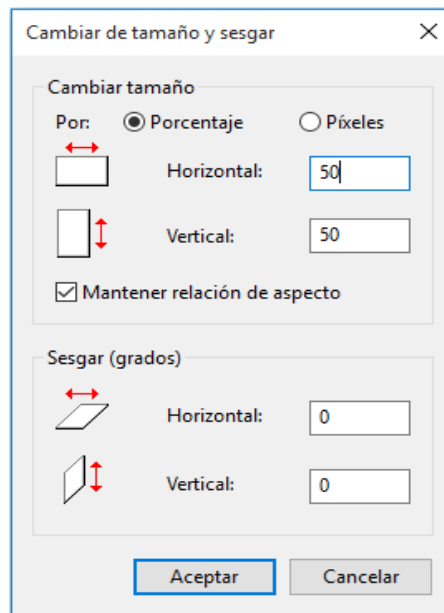 Cambiar de tamaño y sesgar
Cambiar tamaño
Por: Porcentaje Píxeles
Horizontal: 50
Vertical: 50
Mantener relación de aspecto
Sesgar (grados)
Horizontal: 0
Vertical: 0
Aceptar Cancelar